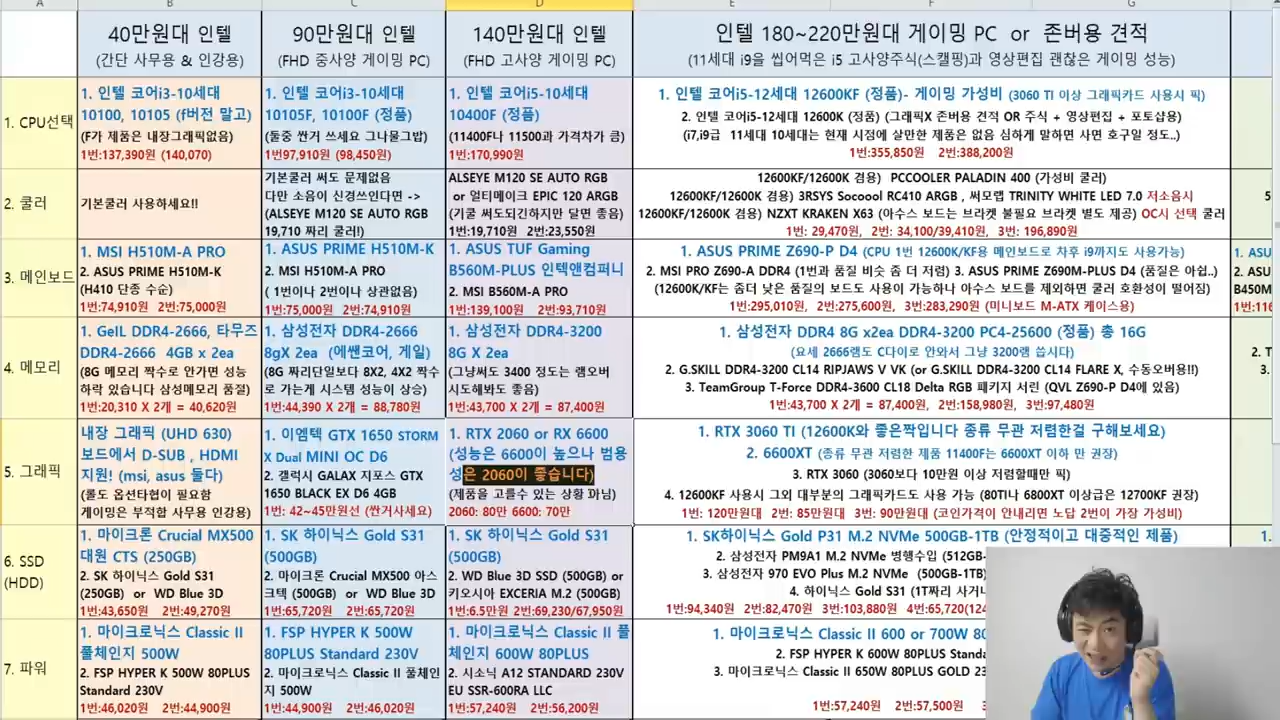 A B C D E F G
40만원대 인텔
(간단 사무용 & 인강용)
90만원대 인텔
(FHD 중사양 게이밍 PC)
140만원대 인텔
(FHD 고사양 게이밍 PC)
인텔 180~220만원대 게이밍 PC or 존버용 견적
(11세대 i9을 씹어먹은 i5 고사양주식(스캘핑)과 영상편집 괜찮은 게이밍 성능)
1. CPU선택
1. 인텔 코어i3-10세대
10100, 10105 (f버전 말고)
(F가 제품은 내장그래픽없음)
1번:137,390원 (140,070)
1. 인텔 코어i3-10세대
10105F, 10100F (정품)
(둘중 싼거 쓰세요 그나물그밥)
1번97,910원 (98,450원)
1. 인텔 코어i5-10세대
10400F (정품)
(11400F나 11500과 가격차가 큼)
1번:170,990원
1. 인텔 코어i5-12세대 12600KF (정품)- 게이밍 가성비 (3060 TI 이상 그래픽카드 사용시 픽)
2. 인텔 코어i5-12세대 12600K (정품) (그래픽X 존버용 견적 OR 주식 + 영상편집 + 포토샵용)
(i7,i9급 11세대 10세대는 현재 시점에 살만한 제품은 없음 심하게 말하면 사면 호구일 정도..)
1번:355,850원 2번:388,200원
2. 쿨러
기본쿨러 사용하세요!!
기본쿨러 써도 문제없음
다만 소음이 신경쓰인다면 ->
(ALSEYE M120 SE AUTO RGB
19,710 짜리 쿨러!)
ALSEYE M120 SE AUTO RGB
or 얼티메이크 EPIC 120 ARGB
(기쿨 써도되긴하지만 달면 좋음)
1번:19,710원 2번:23,550원
12600KF/12600K 겸용) PCCOOLER PALADIN 400 (가성비 쿨러)
12600KF/12600K 겸용) 3RSYS Socoool RC410 ARGB , 써모랩 TRINITY WHITE LED 7.0 저소음시
12600KF/12600K 겸용) NZXT KRAKEN X63 (아수스 보드는 브라켓 불필요 브라켓 별도 제공) OC시 선택 쿨러
1번: 29,470원, 2번: 34,100/39,410원, 3번: 196,890원
3. 메인보드
1. MSI H510M-A PRO
2. ASUS PRIME H510M-K
(H410 단종 수순)
1번:74,910원 2번:75,000원
1. ASUS PRIME H510M-K
2. MSI H510M-A PRO
( 1번이나 2번이나 상관없음)
1번:75,000원 2번:74,910원
1. ASUS TUF Gaming
B560M-PLUS 인텍앤컴퍼니
2. MSI B560M-A PRO
1번:139,100원 2번:93,710원
1. ASUS PRIME Z690-P D4 (CPU 1번 12600K/KF용 메인보드로 차후 i9까지도 사용가능)
2. MSI PRO Z690-A DDR4 (1번과 품질 비슷 좀 더 저렴) 3. ASUS PRIME Z690M-PLUS D4 (품질은 아쉽..)
(12600K/KF는 좀더 낮은 품질의 보드도 사용이 가능하나 아수스 보드를 제외하면 쿨러 호환성이 떨어짐)
1번:295,010원, 2번:275,600원, 3번:283,290원 (미니보드 M-ATX 케이스용)
1. ASU
2. ASU
B450M
1번:116
4. 메모리
1. GeIL DDR4-2666, 타무즈
DDR4-2666 4GB x 2ea
(8G 메모리 짝수로 안가면 성능
하락 있습니다 삼성메모리 품절)
1번:20,310 X 2개 = 40,620원
1. 삼성전자 DDR4-2666
8gX 2ea (에쎈코어, 게일)
(8G 짜리단일보다 8X2, 4X2 짝수
로 가는게 시스템 성능이 상승)
1번:44,390 X 2개 = 88,780원
1. 삼성전자 DDR4-3200
8G X 2ea
(그냥써도 3400 정도는 램오버
시도해봐도 좋음)
1번:43,700 X 2개 = 87,400원
1. 삼성전자 DDR4 8G x2ea DDR4-3200 PC4-25600 (정품) 총 16G
(요세 2666램도 C다이로 안와서 그냥 3200램 씁니다)
2. G.SKILL DDR4-3200 CL14 RIPJAWS V VK (or G.SKILL DDR4-3200 CL14 FLARE X, 수동오버용!!)
3. TeamGroup T-Force DDR4-3600 CL18 Delta RGB 패키지 서린 (QVL Z690-P D4에 있음)
1번:43,700 X 2개 = 87,400원, 2번:158,980원, 3번:97,480원
5. 그래픽
내장 그래픽 (UHD 630)
보드에서 D-SUB , HDMI
지원! (msi, asus 둘다)
(롤도 옵션타협이 필요함
게이밍은 부적합 사무용 인강용)
1. 이엠텍 GTX 1650 STORM
X Dual MINI OC D6
2. 갤럭시 GALAX 지포스 GTX
1650 BLACK EX D6 4GB
1번: 42~45만원선 (싼거사세요)
1. RTX 2060 or RX 6600
(성능은 6600이 높으나 범용
성은 2060이 좋습니다)
(제품을 고를수 있는 상황 아님)
2060: 80만 6600: 70만
1. RTX 3060 TI (12600K와 좋은짝입니다 종류 무관 저렴한걸 구해보세요)
2. 6600XT (종류 무관 저렴한 제품 11400F는 6600XT 이하 만 권장)
3. RTX 3060 (3060보다 10만원 이상 저렴할때만 픽)
4. 12600KF 사용시 그외 대부분의 그래픽카드도 사용 가능 (80TI나 6800XT 이상급은 12700KF 권장)
1번: 120만원대 2번: 85만원대 3번: 90만원대 (코인가격이 안내리면 노답 2번이 가장 가성비)
6. SSD
(HDD)
1. 마이크론 Crucial MX500
대원 CTS (250GB)
2. SK 하이닉스 Gold S31
(250GB) or WD Blue 3D
1번:43,650원 2번:49,270원
1. SK 하이닉스 Gold S31
(500GB)
2. 마이크론 Crucial MX500 아스
크텍 (500GB) or WD Blue 3D
1번:65,720원 2번:65,720원
1. SK 하이닉스 Gold S31
(500GB)
2. WD Blue 3D SSD (500GB) or
키오시아 EXCERIA M.2 (500GB)
1번:6.5만원 2번:69,230/67,950원
1. SK하이닉스 Gold P31 M.2 NVMe 500GB-1TB (안정적이고 대중적인 제품)
2. 삼성전자 PM9A1 M.2 NVMe 병행수입 (512GB-
3. 삼성전자 970 EVO Plus M.2 NVMe (500GB-1TB)
4. 하이닉스 Gold S31 (1T짜리 사거나
1번:94,340원 2번:82,470원 3번:103,880원 4번:65,720(124
7. 파워
1. 마이크로닉스 Classic II
풀체인지 500W
2. FSP HYPER K 500W 80PLUS
Standard 230V
1번:46,020원 2번:44,900원
1. FSP HYPER K 500W
80PLUS Standard 230V
2. 마이크로닉스 Classic II 풀체인
지 500W
1번:44,900원 2번:46,020원
1. 마이크로닉스 Classic II 풀
체인지 600W 80PLUS
2. 시소닉 A12 STANDARD 230V
EU SSR-600RA LLC
1번:57,240원 2번:56,200원
1. 마이크로닉스 Classic II 600 or 700W 80
2. FSP HYPER K 600W 80PLUS Standa
3. 마이크로닉스 Classic II 650W 80PLUS GOLD 23
1번:57,240원 2번:57,500원